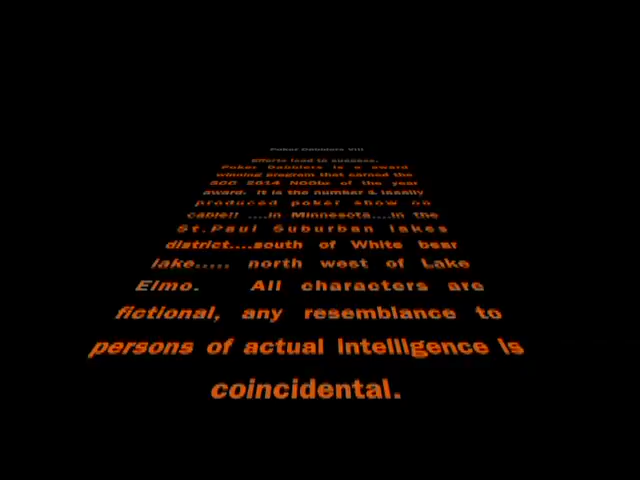 Poker Dabblers VIII
Efforts lead to success.
Poker Dabblers is a award
winning program that earned the
SCC 2014 NOOby of the year
award. It is the number 1 locally
produced poker show on
cable!! ....in Minnesota....in the
St.Paul Suburban lakes
district....south of White bear
lake..... north west of Lake
Elmo. All characters are
fictional, any resemblance to
persons of actual intelligence is
coincidental.